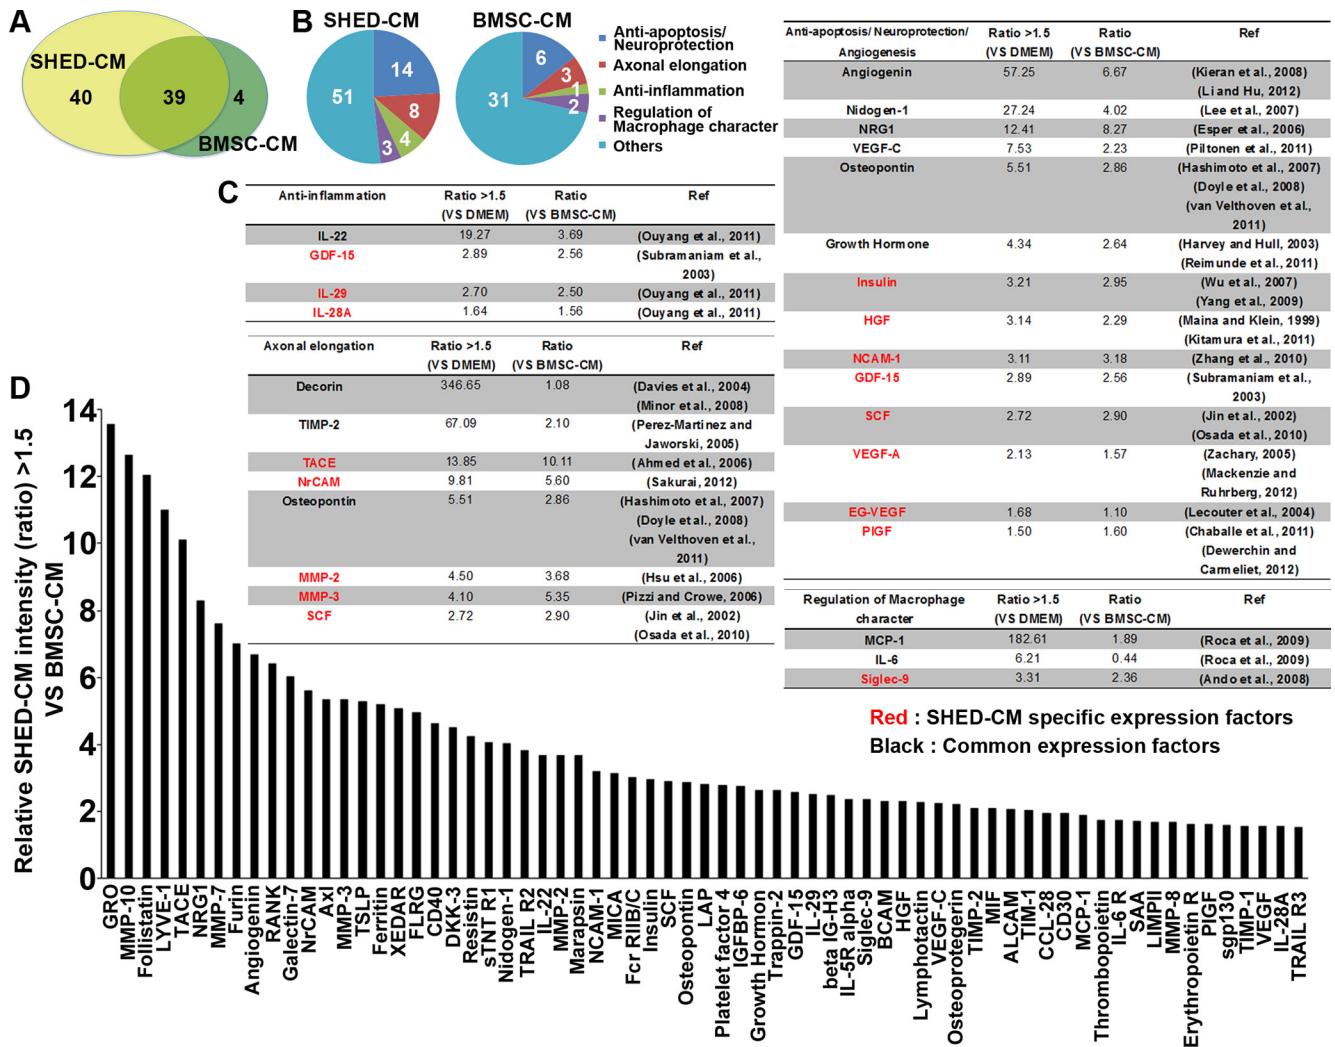 A
SHED-CM
40
39
4
BMSC-CM
B
SHED-CM
14
8
4
3
51
BMSC-CM
6
3
1
2
31
Anti-apoptosis/
Neuroprotection
Axonal elongation
Anti-inflammation
Regulation of
Macrophage character
Others
C
Anti-inflammation Ratio >1.5 Ratio Ref
(VS DMEM) (VS BMSC-CM)
IL-22 19.27 3.69 (Ouyang et al., 2011)
GDF-15 2.89 2.56 (Subramaniam et al.,
2003)
IL-29 2.70 2.50 (Ouyang et al., 2011)
IL-28A 1.64 1.56 (Ouyang et al., 2011)
Axonal elongation Ratio >1.5 Ratio Ref
(VS DMEM) (VS BMSC-CM)
Decorin 346.65 1.08 (Davies et al., 2004)
(Minor et al., 2008)
TIMP-2 67.09 2.10 (Perez-Martinez and
Jaworski, 2005)
TACE 13.85 10.11 (Ahmed et al., 2006)
NrCAM 9.81 5.60 (Sakurai, 2012)
Osteopontin 5.51 2.86 (Hashimoto et al., 2007)
(Doyle et al., 2008)
(van Velthoven et al.,
2011)
MMP-2 4.50 3.68 (Hsu et al., 2006)
MMP-3 4.10 5.35 (Pizzi and Crowe, 2006)
SCF 2.72 2.90 (Jin et al., 2002)
(Osada et al., 2010)
Anti-apoptosis/ Neuroprotection/ Ratio >1.5 Ratio Ref
Angiogenesis (VS DMEM) (VS BMSC-CM)
Angiogenin 57.25 6.67 (Kieran et al., 2008)
(Li and Hu, 2012)
Nidogen-1 27.24 4.02 (Lee et al., 2007)
NRG1 12.41 8.27 (Esper et al., 2006)
VEGF-C 7.53 2.23 (Piltonen et al., 2011)
Osteopontin 5.51 2.86 (Hashimoto et al., 2007)
(Doyle et al., 2008)
(van Velthoven et al.,
2011)
Growth Hormone 4.34 2.64 (Harvey and Hull, 2003)
(Reimunde et al., 2011)
Insulin 3.21 2.95 (Wu et al., 2007)
(Yang et al., 2009)
HGF 3.14 2.29 (Maina and Klein, 1999)
(Kitamura et al., 2011)
NCAM-1 3.11 3.18 (Zhang et al., 2010)
GDF-15 2.89 2.56 (Subramaniam et al.,
2003)
SCF 2.72 2.90 (Jin et al., 2002)
(Osada et al., 2010)
VEGF-A 2.13 1.57 (Zachary, 2005)
(Mackenzie and
Ruhrberg, 2012)
EG-VEGF 1.68 1.10 (Lecouter et al., 2004)
PlGF 1.50 1.60 (Chaballe et al., 2011)
(Dewerchin and
Carmeliet, 2012)
Regulation of Macrophage Ratio >1.5 Ratio Ref
character (VS DMEM) (VS BMSC-CM)
MCP-1 182.61 1.89 (Roca et al., 2009)
IL-6 6.21 0.44 (Roca et al., 2009)
Siglec-9 3.31 2.36 (Ando et al., 2008)
Red : SHED-CM specific expression factors
Black : Common expression factors
D
Relative SHED-CM intensity (ratio) >1.5
VS BMSC-CM
14
12
10
8
6
4
2
0
GRO
MMP-10
Follistatin
LYVE-1
TACE
NRG1
MMP-7
Furin
Angiogenin
RANK
Galectin-7
NrCAM
Axl
MMP-3
TSLP
Ferritin
XEDAR
FLRG
CD40
DKK-3
Resistin
sTNT R1
Nidogen-1
TRAIL R2
IL-22
MMP-2
Marapsin
NCAM-1
MICA
Fcr RIIB/C
Insulin
SCF
Osteopontin
LAP
Platelet factor 4
IGFBP-6
Growth Hormon
Trappin-2
GDF-15
IL-29
beta IG-H3
IL-5R alpha
Siglec-9
BCAM
HGF
Lymphotactin
VEGF-C
Osteoprotegerin
TIMP-2
MIF
ALCAM
TIM-1
CCL-28
CD30
MCP-1
Thrombopoietin
IL-6 R
SAA
LIMPII
MMP-8
Erythropoietin R
PlGF
sgp130
TIMP-1
VEGF
IL-28A
TRAIL R3